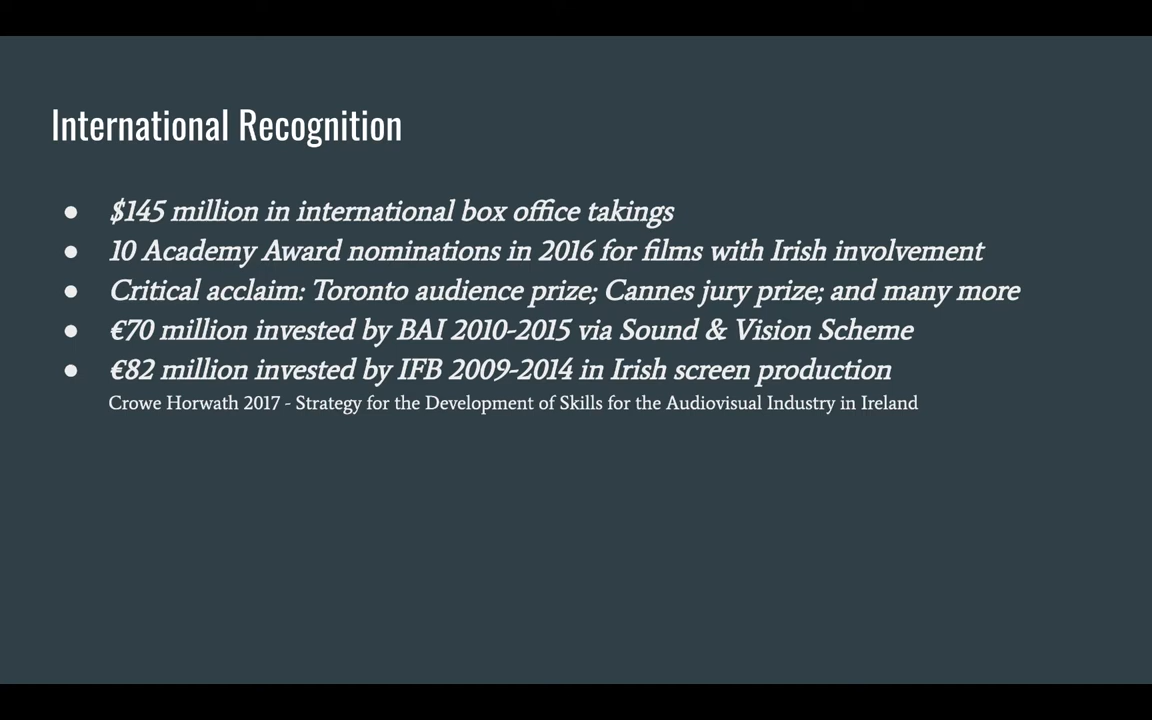 International Recognition
● $145 million in international box office takings
● 10 Academy Award nominations in 2016 for films with Irish involvement
● Critical acclaim: Toronto audience prize; Cannes jury prize; and many more
● €70 million invested by BAI 2010-2015 via Sound & Vision Scheme
● €82 million invested by IFB 2009-2014 in Irish screen production
Crowe Horwath 2017 - Strategy for the Development of Skills for the Audiovisual Industry in Ireland